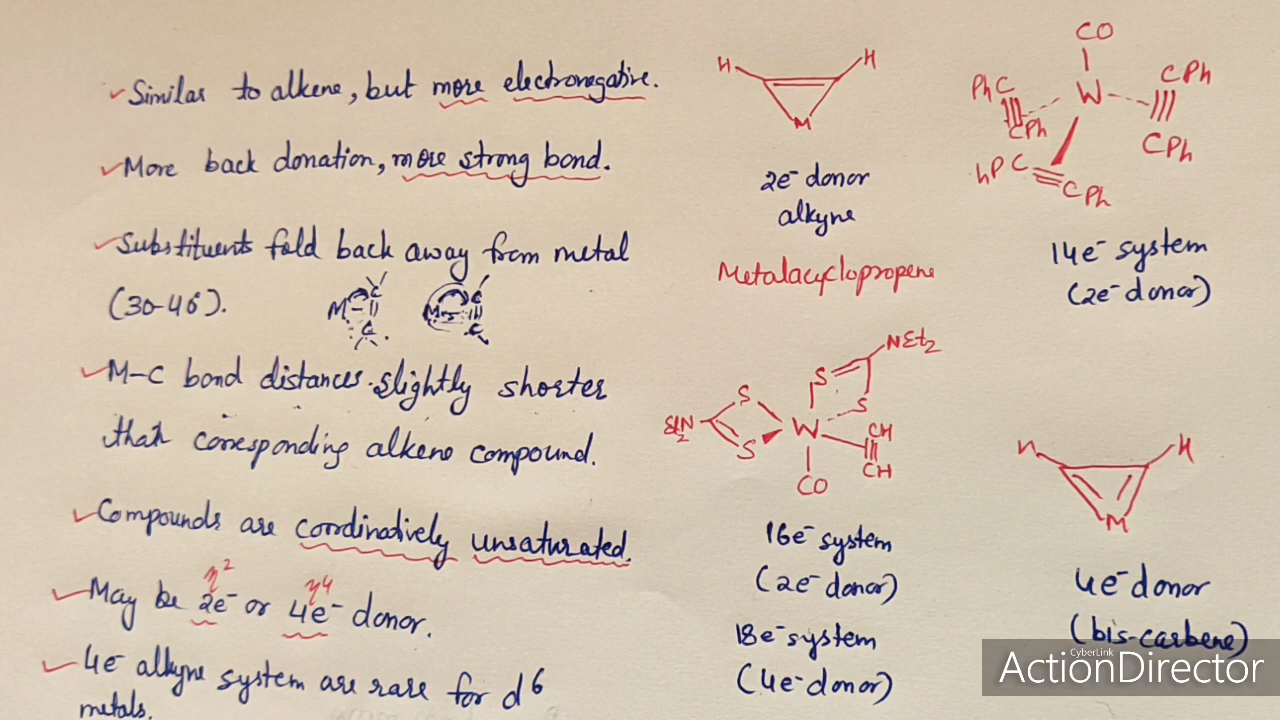 Similar to alkene, but more electronegative.
More back donation, more strong bond.
Substituents fold back away from metal
(30-46).
M-C bond distances slightly shorter
that corresponding alkene compound.
Compounds are coordinatively unsaturated.
η2 η4
May be 2e- or 4e- donor.
4e- alkyne system are rare for d6
metals.
M C
C
M C
C
H H
M
2e- donor
alkyne
Metalacyclopropene
CO
PhC W CPh
CPh CPh
hPC CPh
14e- system
(2e- donor)
NEt2
S
S
S
W CH
S CH
CO
16e- system
(2e- donor)
18e- system
(4e- donor)
H
M
4e- donor
(bis-carbene)
CyberLink
ActionDirector